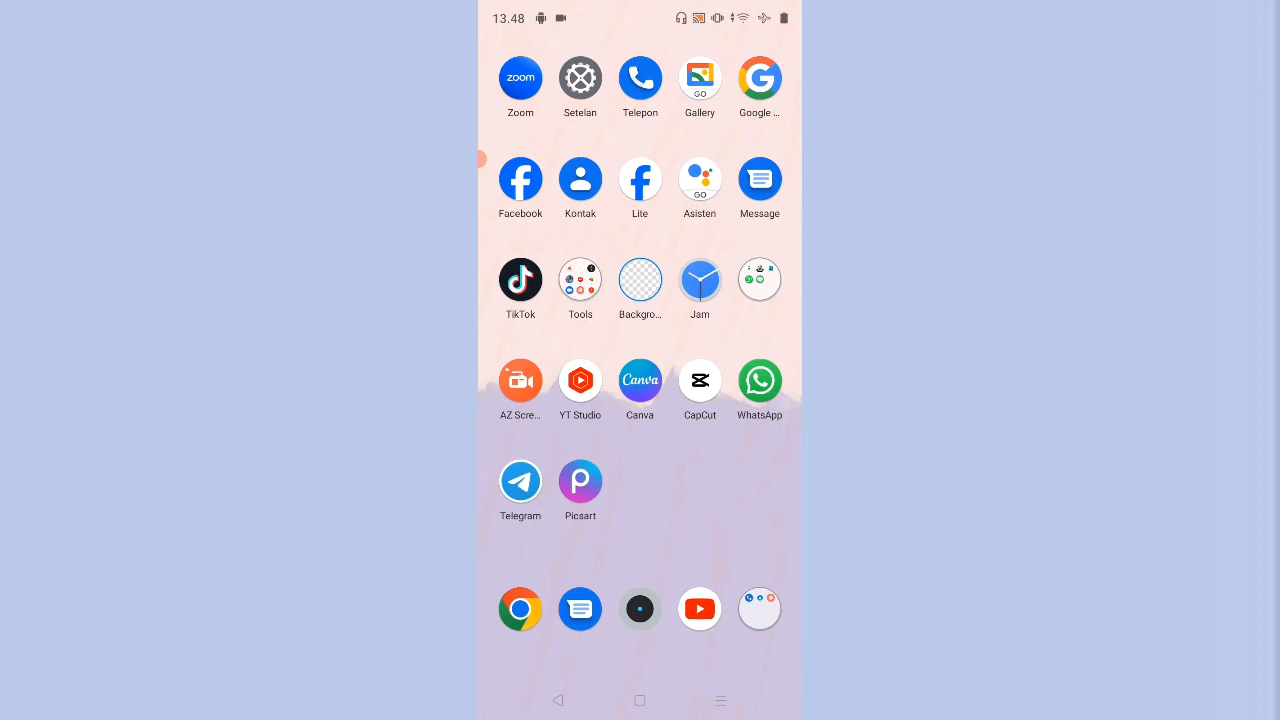 13.48
zoom
GO
Zoom
Setelan
Telepon
Gallery
Google ...
GO
Facebook
Kontak
Lite
Asisten
Message
TikTok
Tools
Backgro...
Jam
Canva
AZ Scre...
YT Studio
Canva
CapCut
WhatsApp
Telegram
Picsart